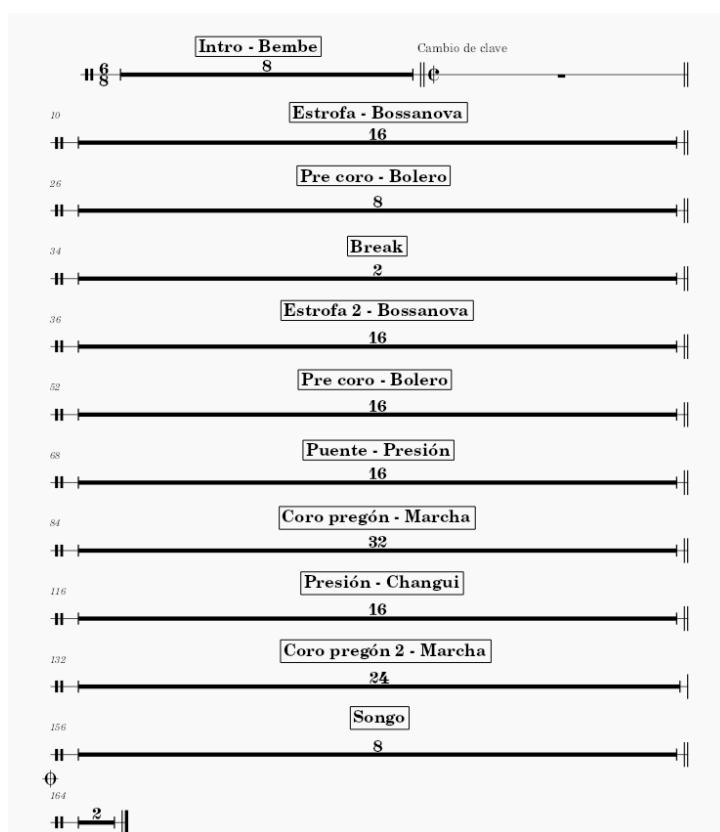 Intro - Bembe
Cambio de clave
6
8
8
10
Estrofa - Bossanova
16
26
Pre coro - Bolero
8
34
Break
2
36
Estrofa 2 - Bossanova
16
52
Pre coro - Bolero
16
68
Puente - Presión
16
84
Coro pregón - Marcha
32
116
Presión - Changui
16
132
Coro pregón 2 - Marcha
24
156
Songo
8
164
2